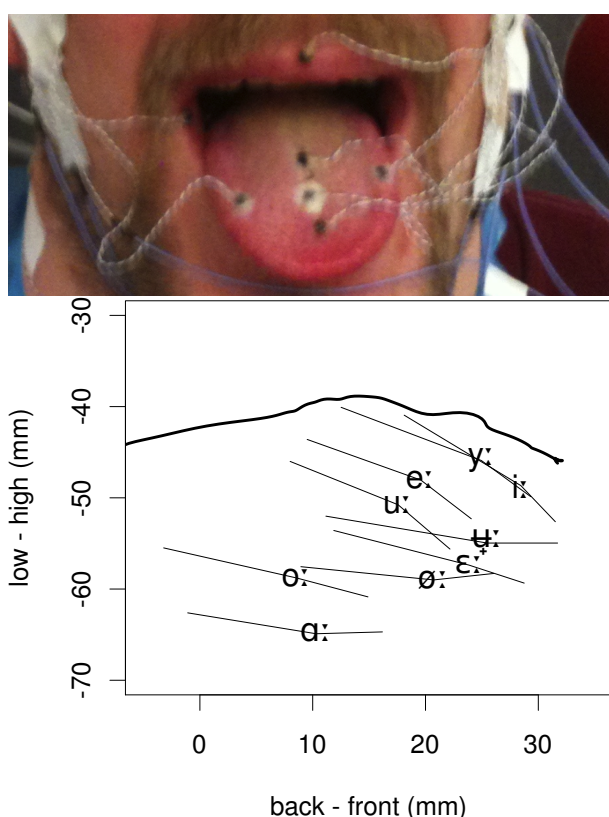 -30
-40
-50
-60
-70
low - high (mm)
yː
eː
iː
uː
ʉ̟ː
ɛː
oː
øː
ɑː
0 10 20 30
back - front (mm)